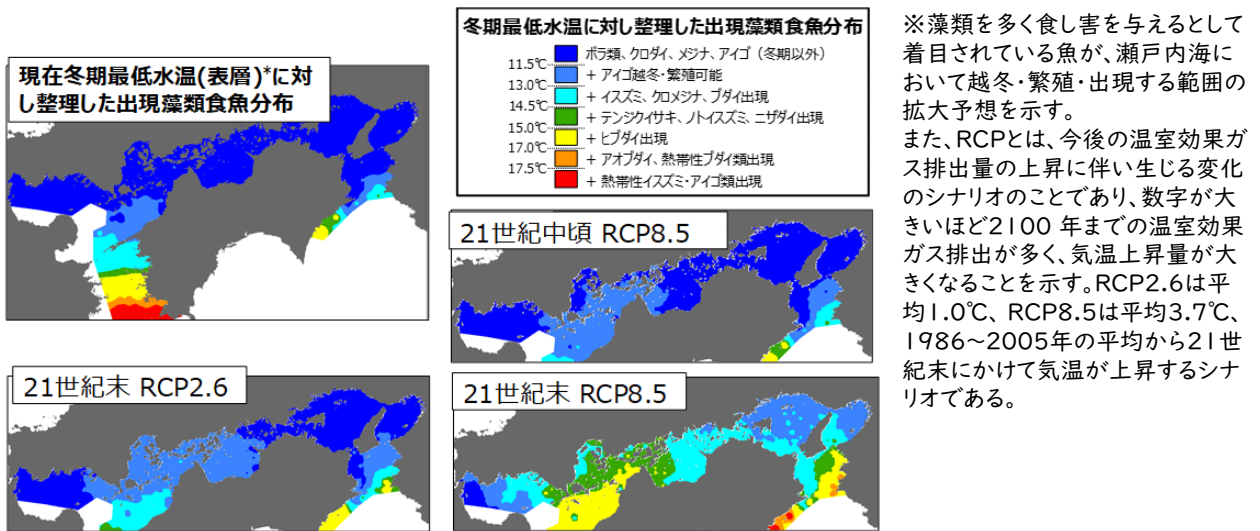 現在冬期最低水温(表層)*に対
し整理した出現藻類食魚分布
冬期最低水温に対し整理した出現藻類食魚分布
ボラ類、クロダイ、メジナ、アイゴ（冬期以外）
11.5℃
+ アイゴ越冬・繁殖可能
13.0℃
+ イスズミ、クロメジナ、ブダイ出現
14.5℃
+ テンジクイサキ、ノトイスズミ、ニザダイ出現
15.0℃
+ ヒブダイ出現
17.0℃
+ アオブダイ、熱帯性ブダイ類出現
17.5℃
+ 熱帯性イスズミ・アイゴ類出現
21世紀中頃 RCP8.5
21世紀末 RCP2.6
21世紀末 RCP8.5
※藻類を多く食し害を与えるとして
着目されている魚が、瀬戸内海に
おいて越冬・繁殖・出現する範囲の
拡大予想を示す。
また、RCPとは、今後の温室効果ガ
ス排出量の上昇に伴い生じる変化
のシナリオのことであり、数字が大
きいほど2100 年までの温室効果
ガス排出が多く、気温上昇量が大
きくなることを示す。RCP2.6は平
均1.0℃、RCP8.5は平均3.7℃、
1986～2005年の平均から21世
紀末にかけて気温が上昇するシナ
リオである。